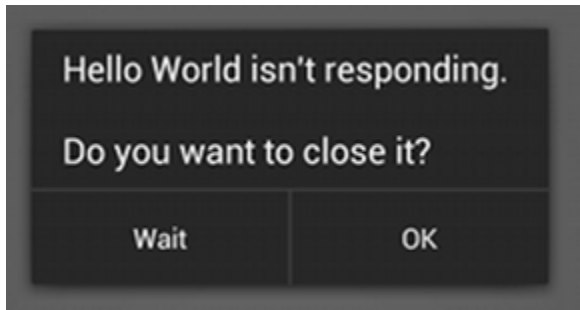 Hello World isn't responding.
Do you want to close it?
Wait
OK